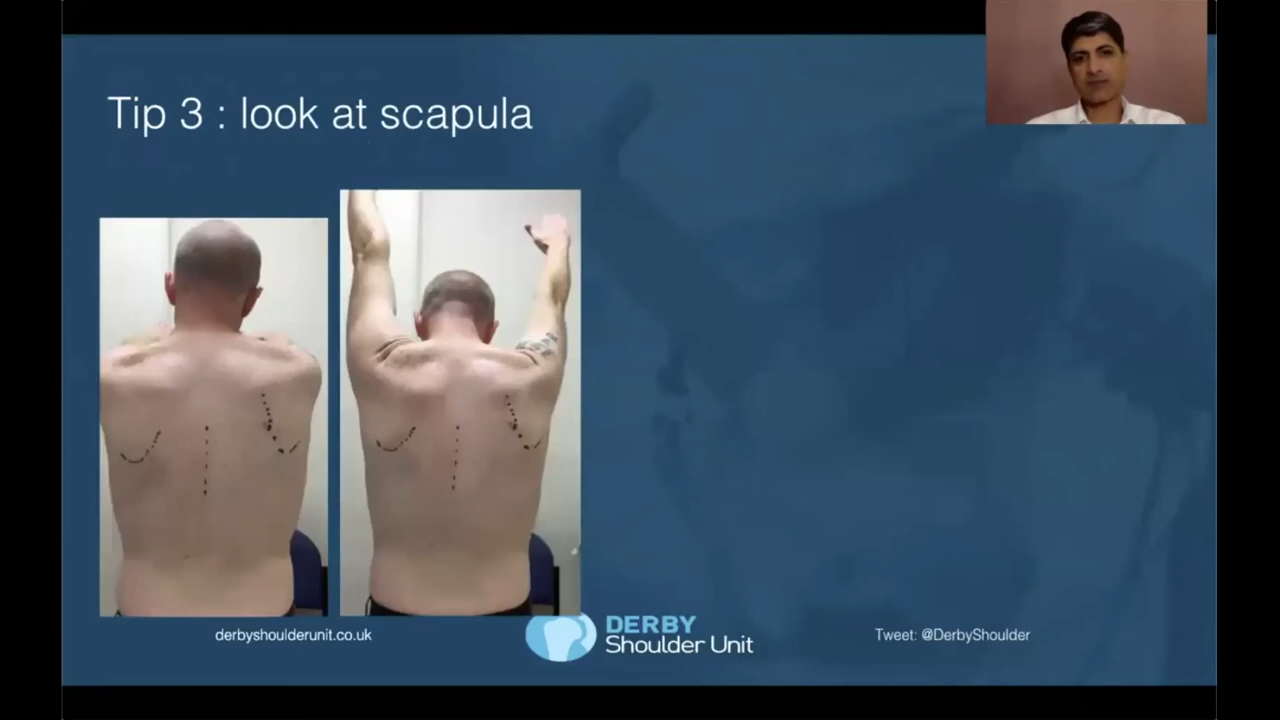 Tip 3 : look at scapula
derbyshoulderunit.co.uk
DERBY
Shoulder Unit
Tweet: @DerbyShoulder